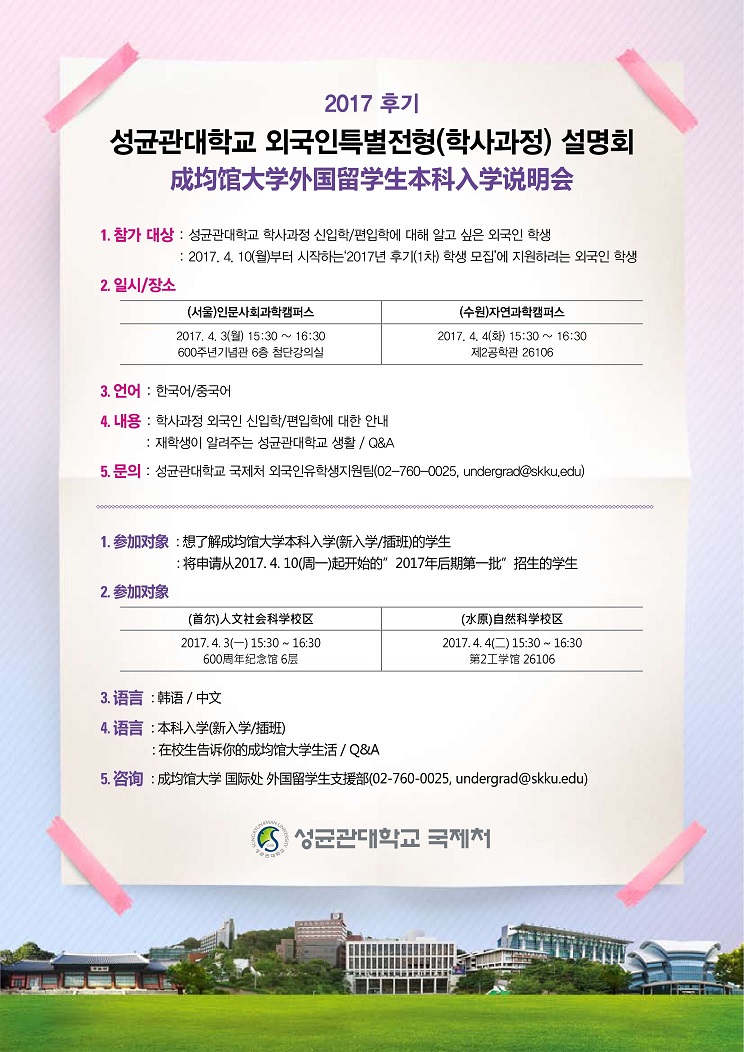 2017 후기
성균관대학교 외국인특별전형(학사과정) 설명회
成均馆大学外国留学生本科入学说明会
1. 참가 대상 : 성균관대학교 학사과정 신입학/편입학에 대해 알고 싶은 외국인 학생
: 2017. 4. 10(월)부터 시작하는‘2017년 후기(1차) 학생 모집’에 지원하려는 외국인 학생
2. 일시/장소
(서울)인문사회과학캠퍼스 (수원)자연과학캠퍼스
2017. 4. 3(월) 15:30 ~ 16:30 2017. 4. 4(화) 15:30 ~ 16:30
600주년기념관 6층 첨단강의실 제2공학관 26106
3. 언어 : 한국어/중국어
4. 내용 : 학사과정 외국인 신입학/편입학에 대한 안내
: 재학생이 알려주는 성균관대학교 생활 / Q&A
5. 문의 : 성균관대학교 국제처 외국인유학생지원팀(02-760-0025, undergrad@skku.edu)
1. 参加对象 : 想了解成均馆大学本科入学(新入学/插班)的学生
: 将申请从2017. 4. 10(周一)起开始的”2017年后期第一批”招生的学生
2. 参加对象
(首尔)人文社会科学校区 (水原)自然科学校区
2017. 4. 3(一) 15:30 ~ 16:30 2017. 4. 4(二) 15:30 ~ 16:30
600周年纪念馆 6层 第2工学馆 26106
3. 语言 : 韩语 / 中文
4. 语言 : 本科入学(新入学/插班)
: 在校生告诉你的成均馆大学生活 / Q&A
5. 咨询 : 成均馆大学 国际处 外国留学生支援部(02-760-0025, undergrad@skku.edu)
성균관대학교 국제처